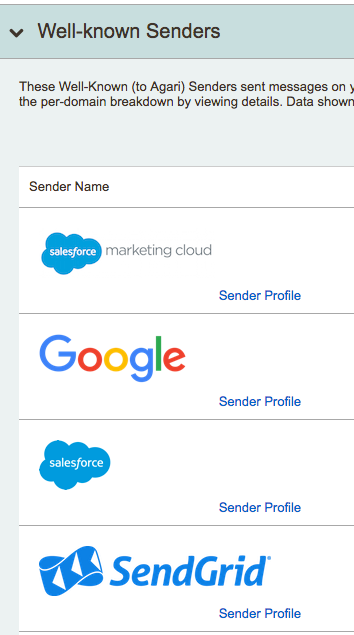 Well-known Senders
These Well-Known (to Agari) Senders sent messages on
the per-domain breakdown by viewing details. Data shown
Sender Name
salesforce marketing cloud
Sender Profile
Google
Sender Profile
salesforce
Sender Profile
SendGrid
Sender Profile